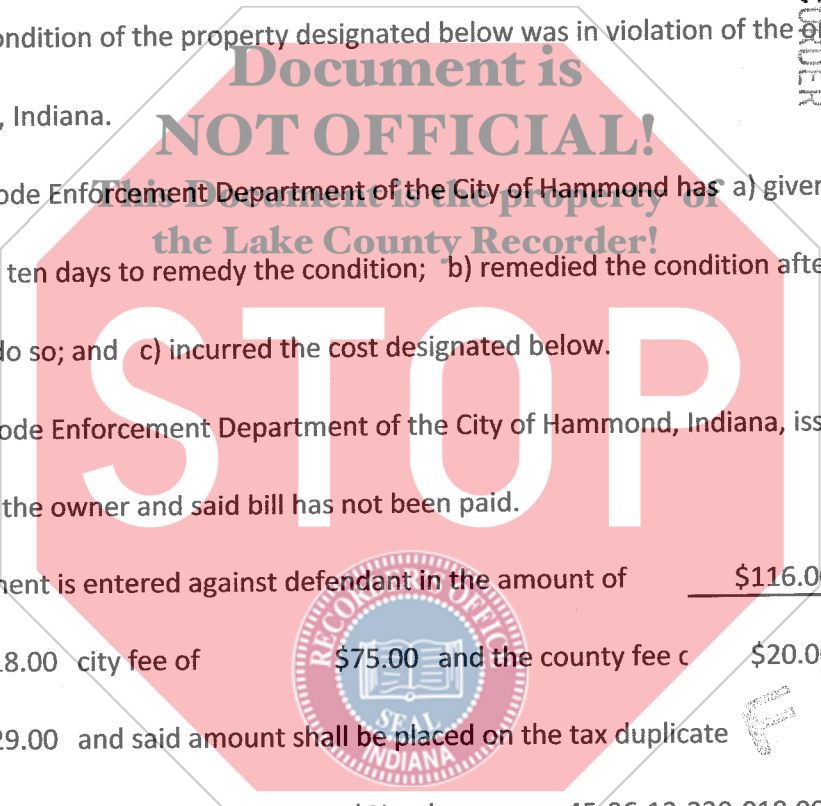 ondition of the property designated below was in violation of the
Document is
, Indiana.
NOT OFFICIAL!
ode Enforcement Department of the City of Hammond has a) given
This Document is the property of
the Lake County Recorder!
ten days to remedy the condition; b) remedied the condition afte
STOP
do so; and c) incurred the cost designated below.
ode Enforcement Department of the City of Hammond, Indiana, iss
the owner and said bill has not been paid.
ment is entered against defendant in the amount of $116.0
8.00 city fee of $75.00 and the county fee $20.0
29.00 and said amount shall be placed on the tax duplicate
RECORDER'S OFFICE
SEAL
INDIANA